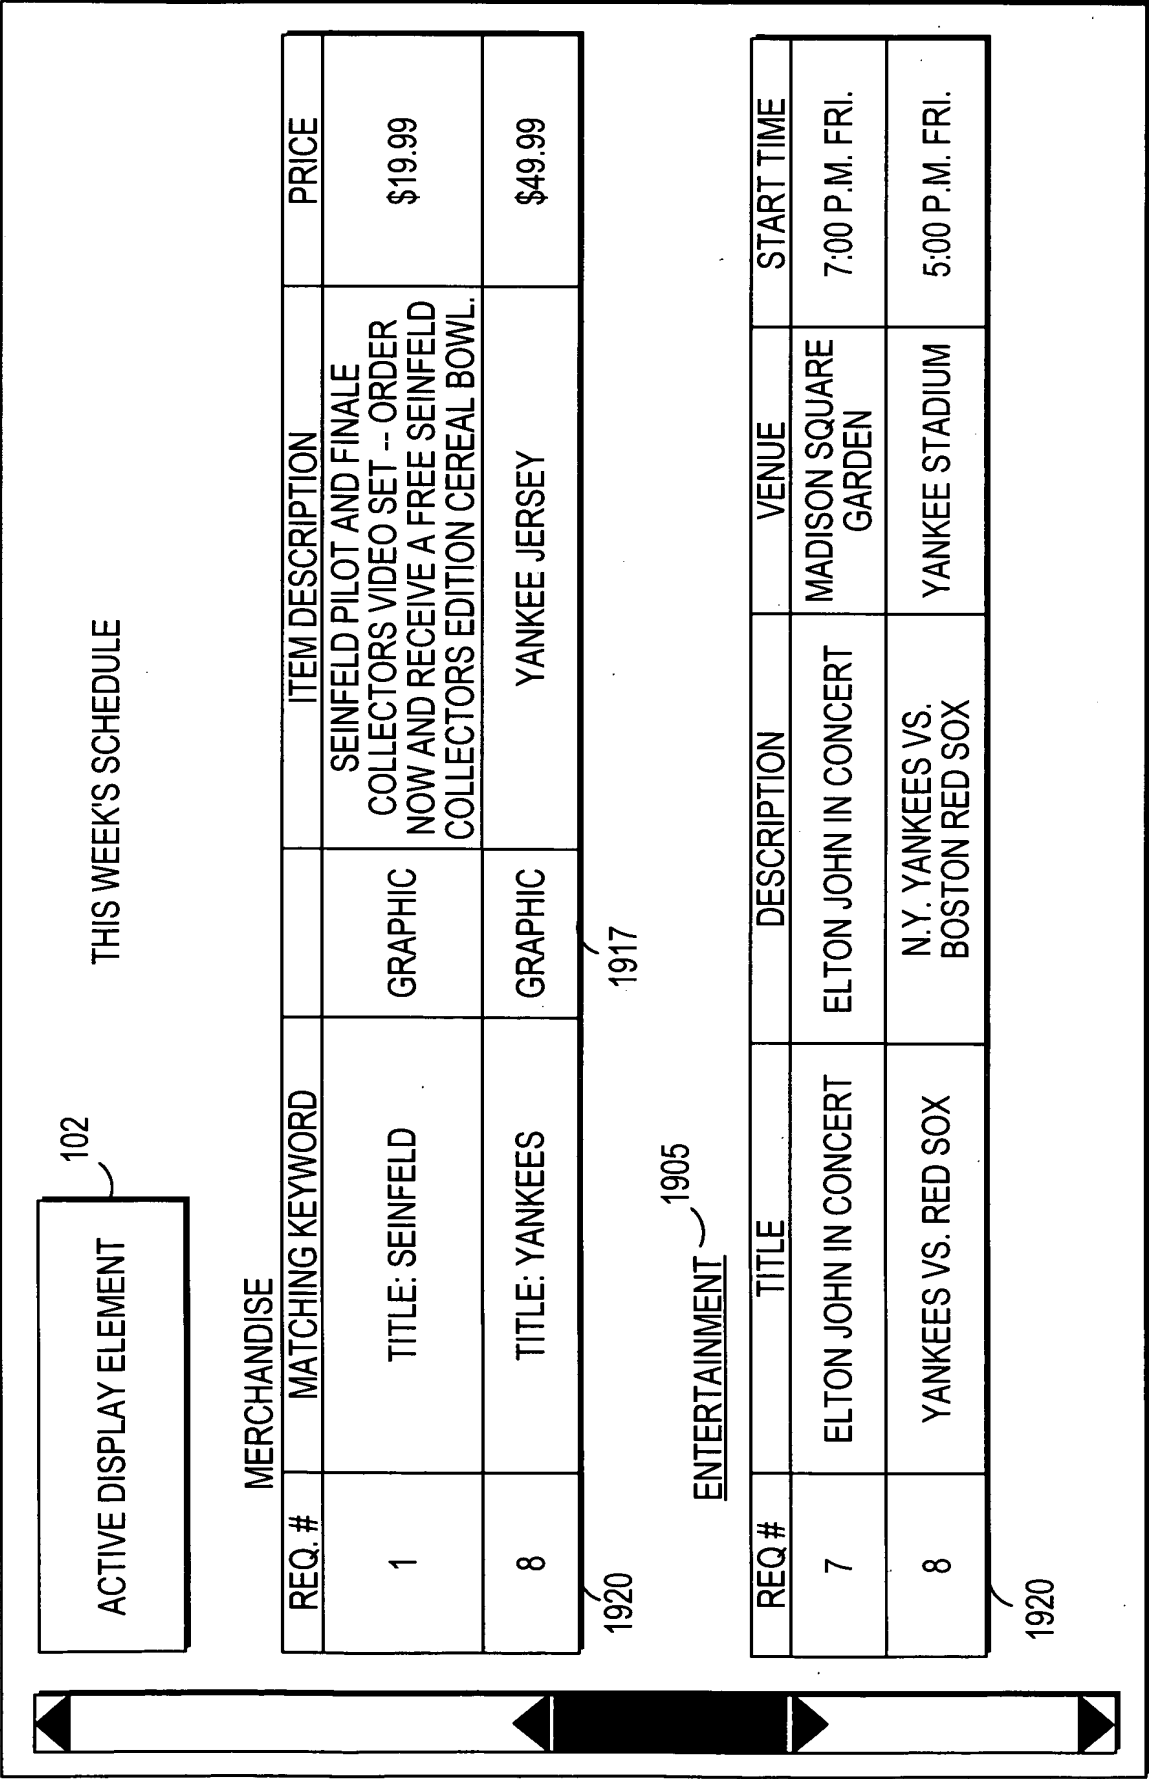 ACTIVE DISPLAY ELEMENT
102
THIS WEEK'S SCHEDULE
MERCHANDISE
REQ. # MATCHING KEYWORD ITEM DESCRIPTION PRICE
1 TITLE: SEINFELD GRAPHIC SEINFELD PILOT AND FINALE
COLLECTORS VIDEO SET -- ORDER
NOW AND RECEIVE A FREE SEINFELD
COLLECTORS EDITION CEREAL BOWL. $19.99
8 TITLE: YANKEES GRAPHIC YANKEE JERSEY $49.99
1920
1917
ENTERTAINMENT
1905
REQ # TITLE DESCRIPTION VENUE START TIME
7 ELTON JOHN IN CONCERT ELTON JOHN IN CONCERT MADISON SQUARE
GARDEN 7:00 P.M. FRI.
8 YANKEES VS. RED SOX N.Y. YANKEES VS.
BOSTON RED SOX YANKEE STADIUM 5:00 P.M. FRI.
1920